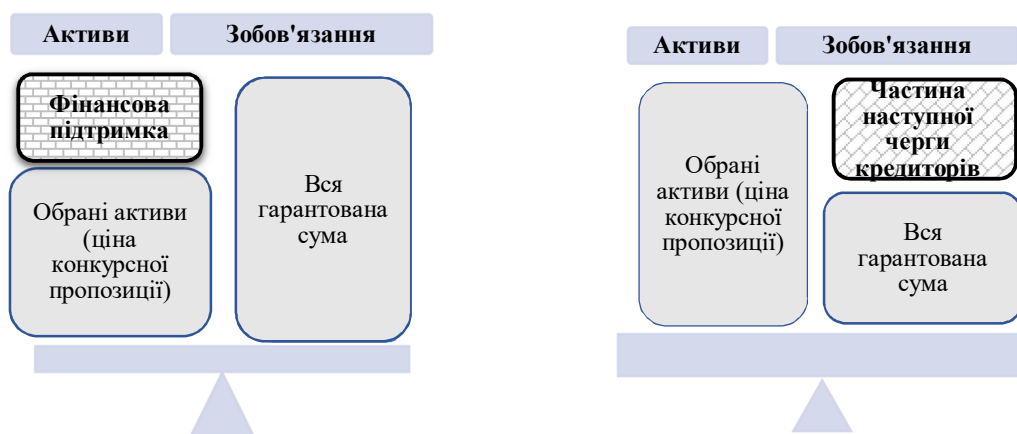 Активи
Зобов'язання
Фінансова
підтримка
Обрані активи
(ціна
конкурсної
пропозиції)
Вся
гарантована
сума
Активи
Зобов'язання
Обрані
активи (ціна
конкурсної
пропозиції)
Частина
наступної
черги
кредиторів
Вся
гарантована
сума